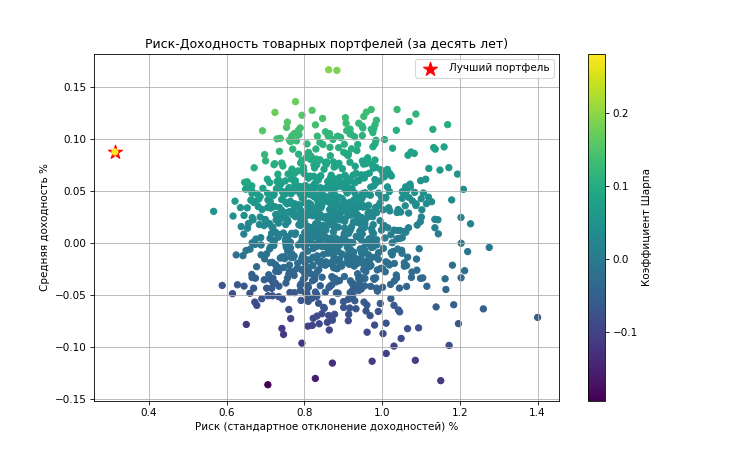 Риск-Доходность товарных портфелей (за десять лет)
Лучший портфель
Средняя доходность %
0.15
0.10
0.05
0.00
−0.05
−0.10
−0.15
0.4 0.6 0.8 1.0 1.2 1.4
Риск (стандартное отклонение доходностей) %
0.2
0.1
0.0
−0.1
Коэффициент Шарпа